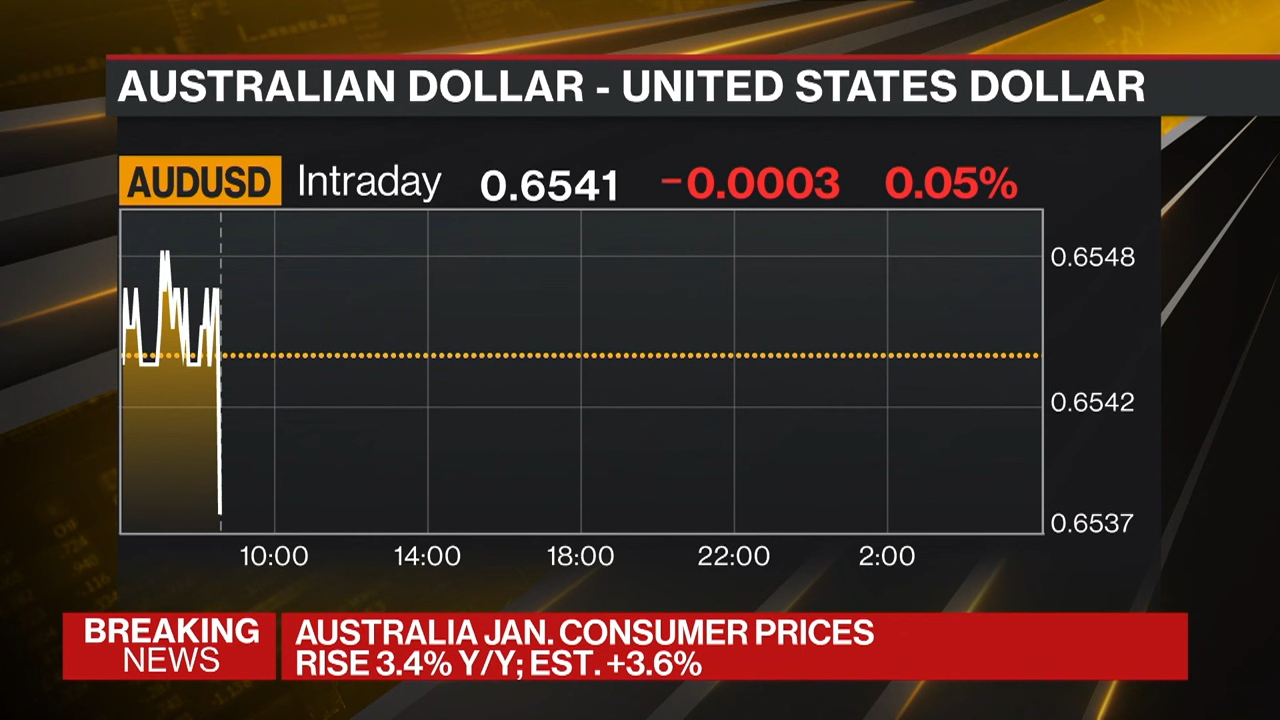 AUSTRALIAN DOLLAR - UNITED STATES DOLLAR
AUDUSD Intraday 0.6541 -0.0003 0.05%
0.6548
0.6542
0.6537
10:00 14:00 18:00 22:00 2:00
BREAKING NEWS
AUSTRALIA JAN. CONSUMER PRICES
RISE 3.4% Y/Y; EST. +3.6%